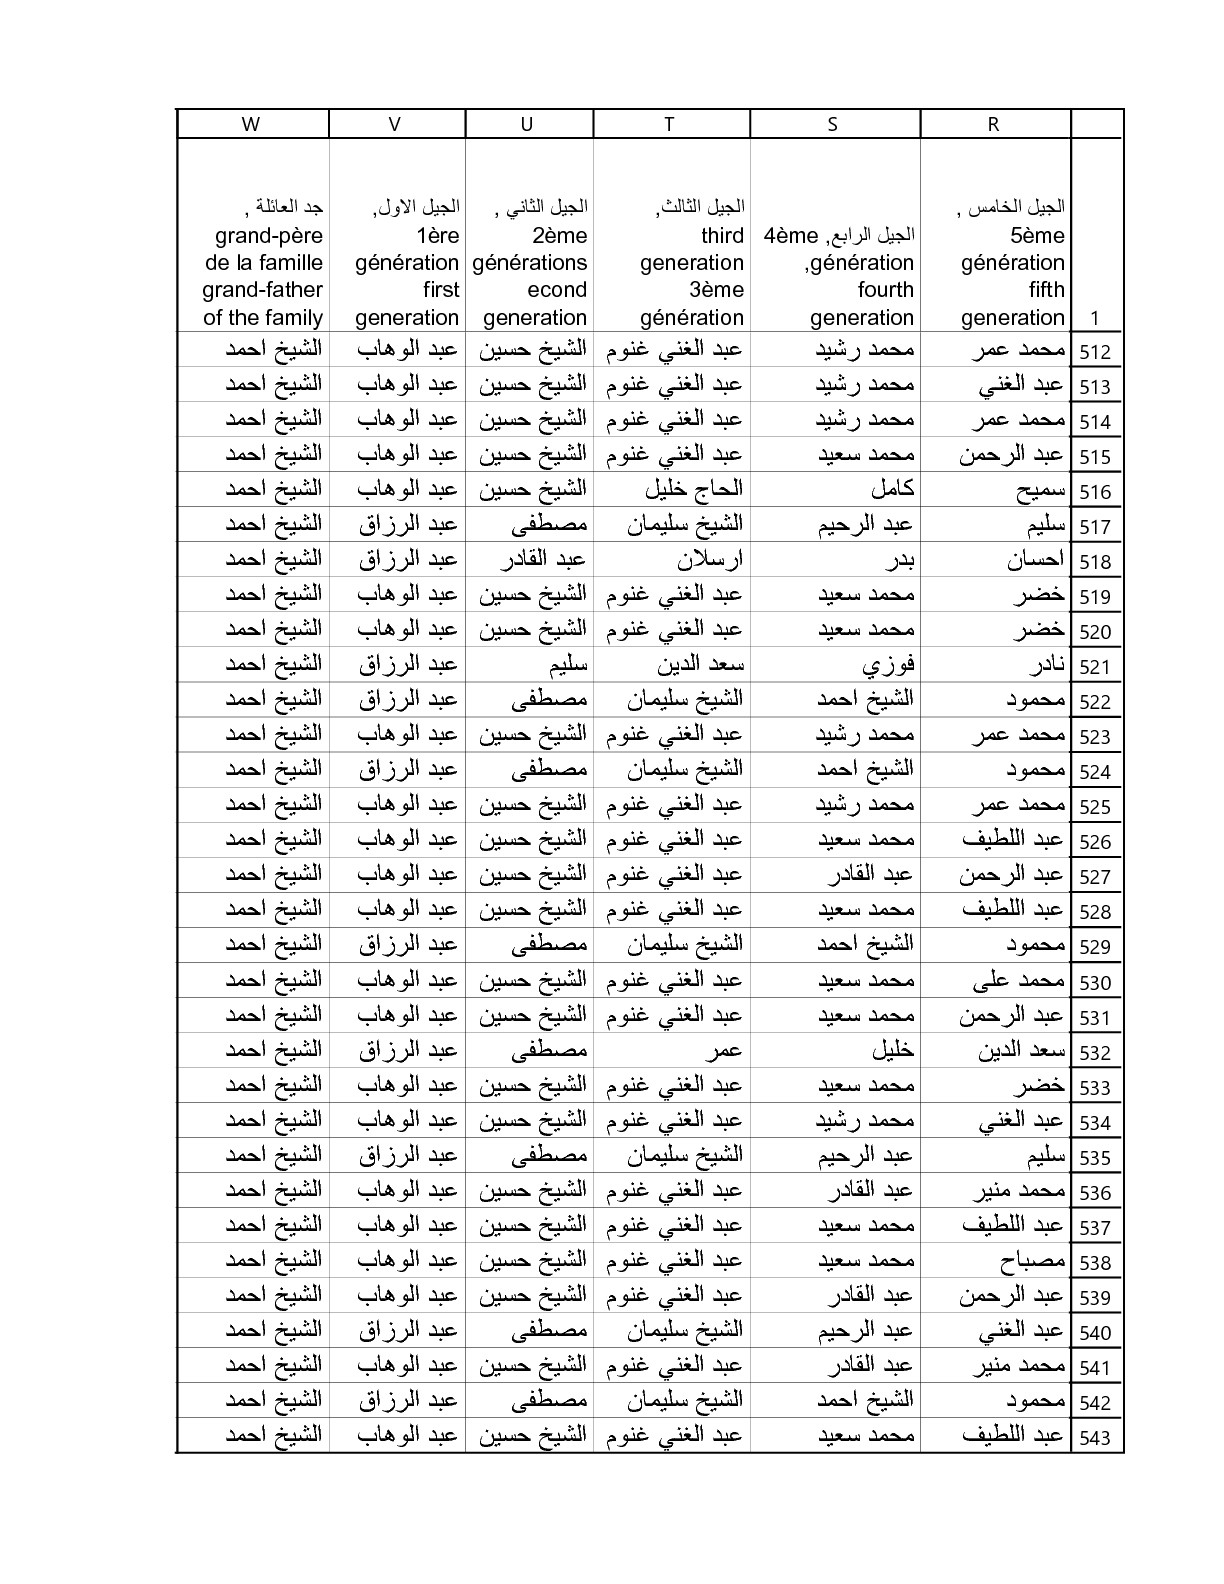 R S T U V W
الجيل الخامس , 5ème génération fifth generation
الجيل الرابع, 4ème génération, fourth generation
الجيل الثالث, third generation 3ème génération
الجيل الثاني , 2ème générations econd generation
الجيل الاول, 1ère génération first generation
جد العائلة , grand-père de la famille grand-father of the family
1
512 محمد عمر محمد رشيد عبد الغني غنوم الشيخ حسين عبد الوهاب الشيخ احمد
513 عبد الغني محمد رشيد عبد الغني غنوم الشيخ حسين عبد الوهاب الشيخ احمد
514 محمد عمر محمد رشيد عبد الغني غنوم الشيخ حسين عبد الوهاب الشيخ احمد
515 عبد الرحمن محمد سعيد عبد الغني غنوم الشيخ حسين عبد الوهاب الشيخ احمد
516 سميح كامل الحاج خليل الشيخ حسين عبد الوهاب الشيخ احمد
517 سليم عبد الرحيم الشيخ سليمان مصطفى عبد الرزاق الشيخ احمد
518 احسان بدر ارسلان عبد القادر عبد الرزاق الشيخ احمد
519 خضر محمد سعيد عبد الغني غنوم الشيخ حسين عبد الوهاب الشيخ احمد
520 خضر محمد سعيد عبد الغني غنوم الشيخ حسين عبد الوهاب الشيخ احمد
521 نادر فوزي سعد الدين سليم عبد الرزاق الشيخ احمد
522 محمود الشيخ احمد الشيخ سليمان مصطفى عبد الرزاق الشيخ احمد
523 محمد عمر محمد رشيد عبد الغني غنوم الشيخ حسين عبد الوهاب الشيخ احمد
524 محمود الشيخ احمد الشيخ سليمان مصطفى عبد الرزاق الشيخ احمد
525 محمد عمر محمد رشيد عبد الغني غنوم الشيخ حسين عبد الوهاب الشيخ احمد
526 عبد اللطيف محمد سعيد عبد الغني غنوم الشيخ حسين عبد الوهاب الشيخ احمد
527 عبد الرحمن عبد القادر عبد الغني غنوم الشيخ حسين عبد الوهاب الشيخ احمد
528 عبد اللطيف محمد سعيد عبد الغني غنوم الشيخ حسين عبد الوهاب الشيخ احمد
529 محمود الشيخ احمد الشيخ سليمان مصطفى عبد الرزاق الشيخ احمد
530 محمد على محمد سعيد عبد الغني غنوم الشيخ حسين عبد الوهاب الشيخ احمد
531 عبد الرحمن محمد سعيد عبد الغني غنوم الشيخ حسين عبد الوهاب الشيخ احمد
532 سعد الدين خليل عمر مصطفى عبد الرزاق الشيخ احمد
533 خضر محمد سعيد عبد الغني غنوم الشيخ حسين عبد الوهاب الشيخ احمد
534 عبد الغني محمد رشيد عبد الغني غنوم الشيخ حسين عبد الوهاب الشيخ احمد
535 سليم عبد الرحيم الشيخ سليمان مصطفى عبد الرزاق الشيخ احمد
536 محمد منير عبد القادر عبد الغني غنوم الشيخ حسين عبد الوهاب الشيخ احمد
537 عبد اللطيف محمد سعيد عبد الغني غنوم الشيخ حسين عبد الوهاب الشيخ احمد
538 مصباح محمد سعيد عبد الغني غنوم الشيخ حسين عبد الوهاب الشيخ احمد
539 عبد الرحمن عبد القادر عبد الغني غنوم الشيخ حسين عبد الوهاب الشيخ احمد
540 عبد الغني عبد الرحيم الشيخ سليمان مصطفى عبد الرزاق الشيخ احمد
541 محمد منير عبد القادر عبد الغني غنوم الشيخ حسين عبد الوهاب الشيخ احمد
542 محمود الشيخ احمد الشيخ سليمان مصطفى عبد الرزاق الشيخ احمد
543 عبد اللطيف محمد سعيد عبد الغني غنوم الشيخ حسين عبد الوهاب الشيخ احمد